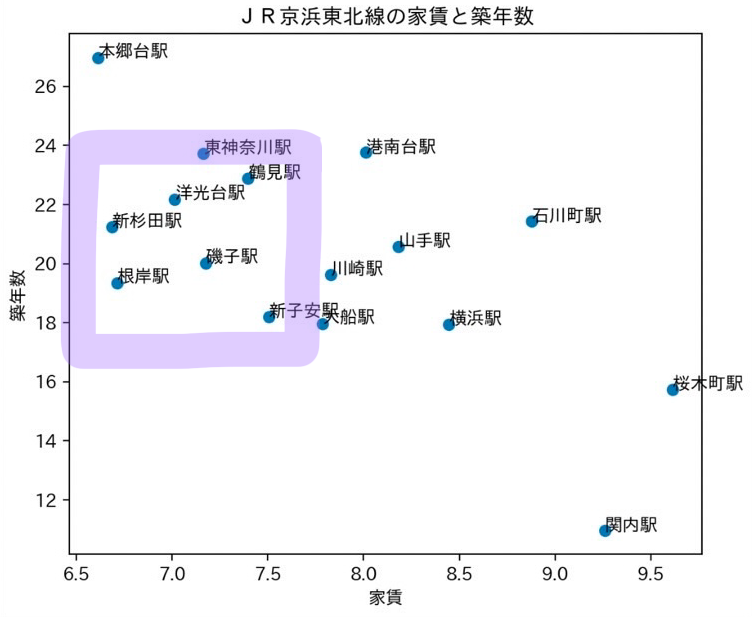 ＪＲ京浜東北線の家賃と築年数
本郷台駅
東神奈川駅
港南台駅
鶴見駅
洋光台駅
新杉田駅
石川町駅
山手駅
磯子駅
川崎駅
根岸駅
新子安駅
大船駅
横浜駅
桜木町駅
関内駅
築年数
26
24
22
20
18
16
14
12
6.5 7.0 7.5 8.0 8.5 9.0 9.5
家賃